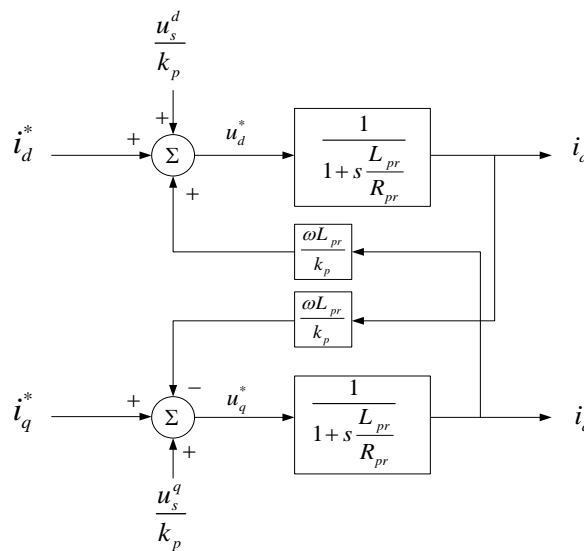 u_s^d / k_p
+
i_d^* + Σ u_d^* 1 / (1 + s L_pr / R_pr) i_d
+
ωL_pr / k_p
ωL_pr / k_p
−
i_q^* + Σ u_q^* 1 / (1 + s L_pr / R_pr)
+
u_s^q / k_p